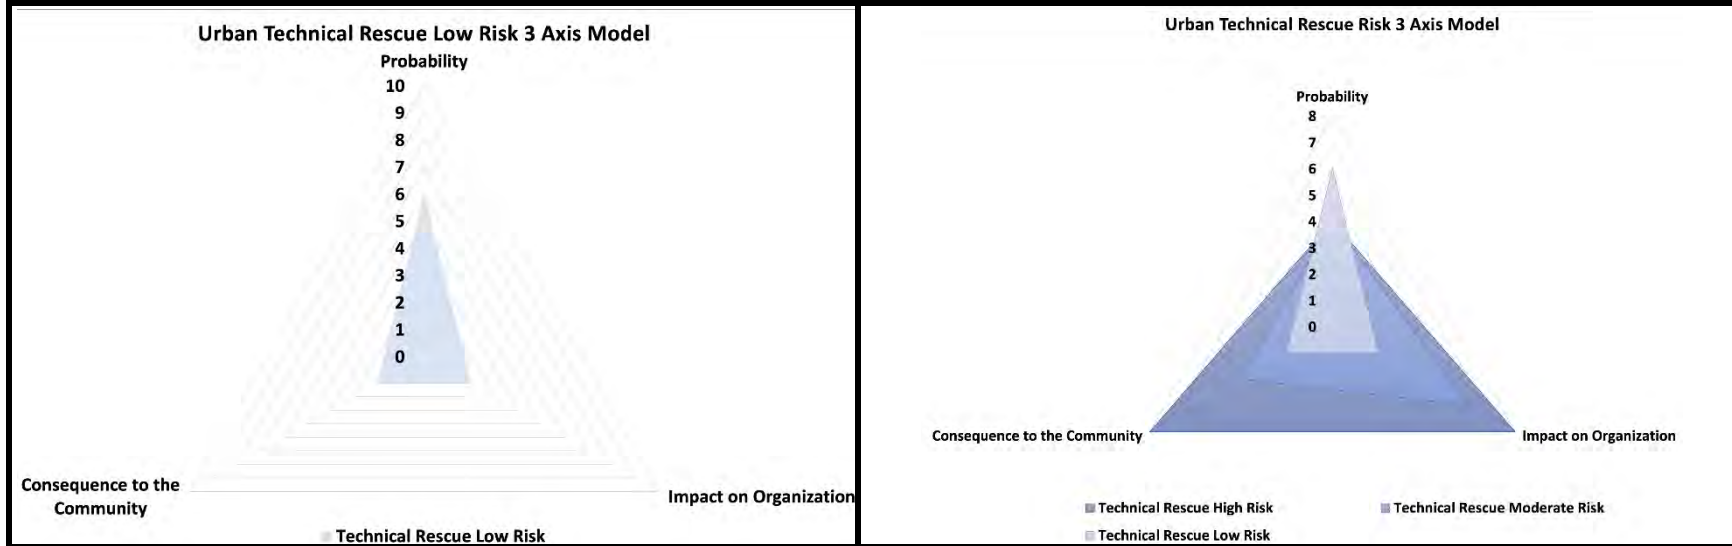 Urban Technical Rescue Low Risk 3 Axis Model
Probability
10
9
8
7
6
5
4
3
2
1
0
Consequence to the
Community
Impact on Organization
Technical Rescue Low Risk
Urban Technical Rescue Risk 3 Axis Model
Probability
8
7
6
5
4
3
2
1
0
Consequence to the Community
Impact on Organization
Technical Rescue High Risk
Technical Rescue Moderate Risk
Technical Rescue Low Risk